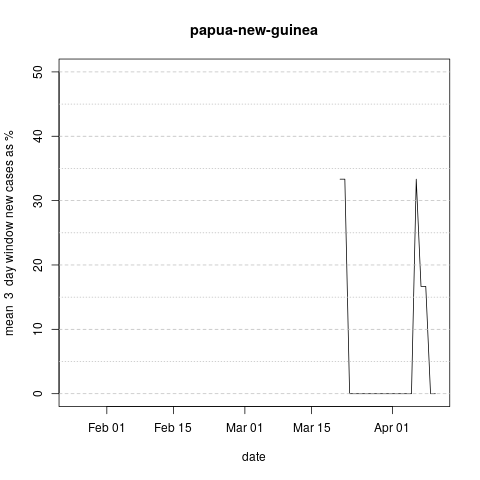 papua-new-guinea
mean 3 day window new cases as %
50
40
30
20
10
0
Feb 01 Feb 15 Mar 01 Mar 15 Apr 01
date